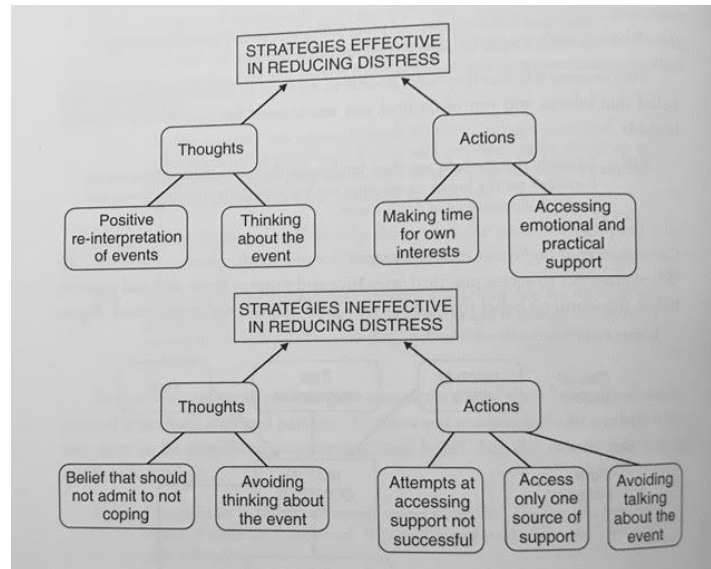 STRATEGIES EFFECTIVE
IN REDUCING DISTRESS
Thoughts
Actions
Positive
re-interpretation
of events
Thinking
about the
event
Making time
for own
interests
Accessing
emotional and
practical
support
STRATEGIES INEFFECTIVE
IN REDUCING DISTRESS
Thoughts
Actions
Belief that should
not admit to not
coping
Avoiding
thinking about
the event
Attempts at
accessing
support not
successful
Access
only one
source of
support
Avoiding
talking
about the
event